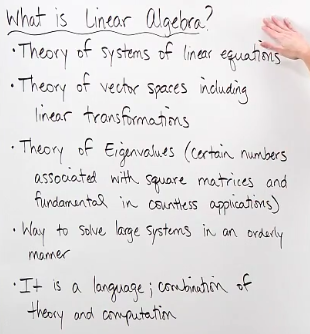 What is Linear Algebra?
• Theory of systems of linear equations
• Theory of vector spaces including
linear transformations
• Theory of Eigenvalues (certain numbers
associated with square matrices and
fundamental in countless applications)
• Way to solve large systems in an orderly
manner
• It is a language; combination of
theory and computation